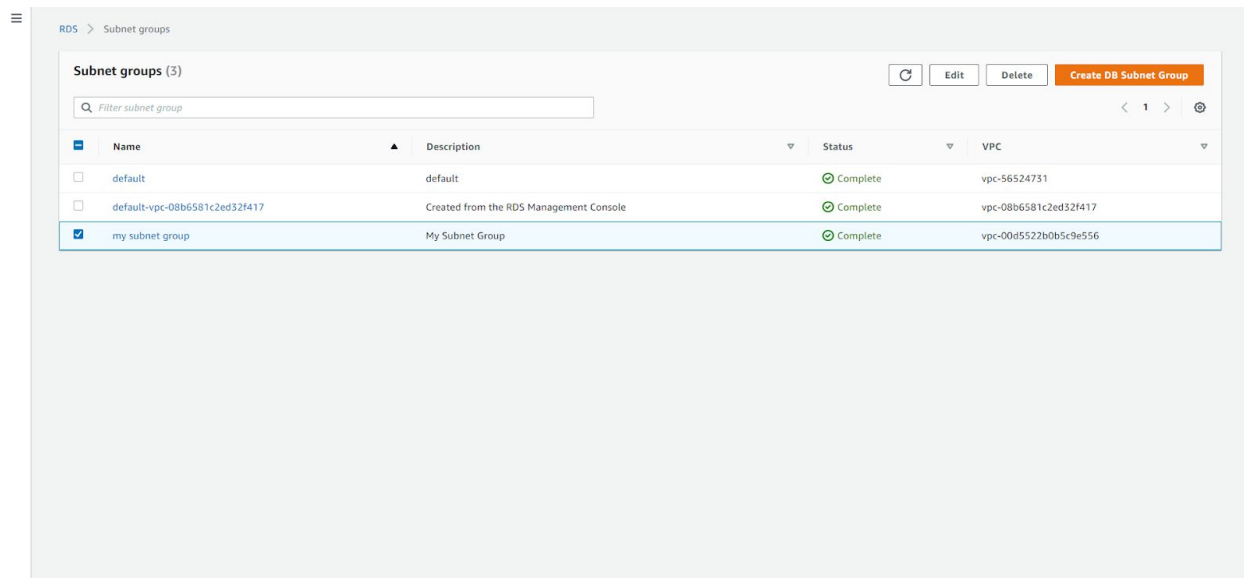 RDS > Subnet groups
Subnet groups (3)
Edit
Delete
Create DB Subnet Group
Filter subnet group
< 1 >
Name Description Status VPC
default default Complete vpc-56524731
default-vpc-08b6581c2ed32f417 Created from the RDS Management Console Complete vpc-08b6581c2ed32f417
my subnet group My Subnet Group Complete vpc-00d5522b0b5c9e556